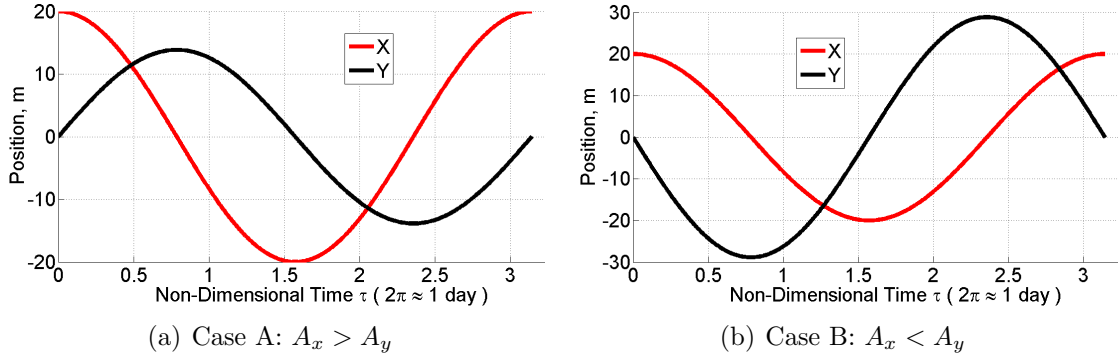 20
10
0
-10
-20
Position, m
X
Y
0 0.5 1 1.5 2 2.5 3
Non-Dimensional Time τ ( 2π ≈ 1 day )
(a) Case A: Aₓ > A_y
30
20
10
0
-10
-20
-30
Position, m
X
Y
0 0.5 1 1.5 2 2.5 3
Non-Dimensional Time τ ( 2π ≈ 1 day )
(b) Case B: Aₓ < A_y